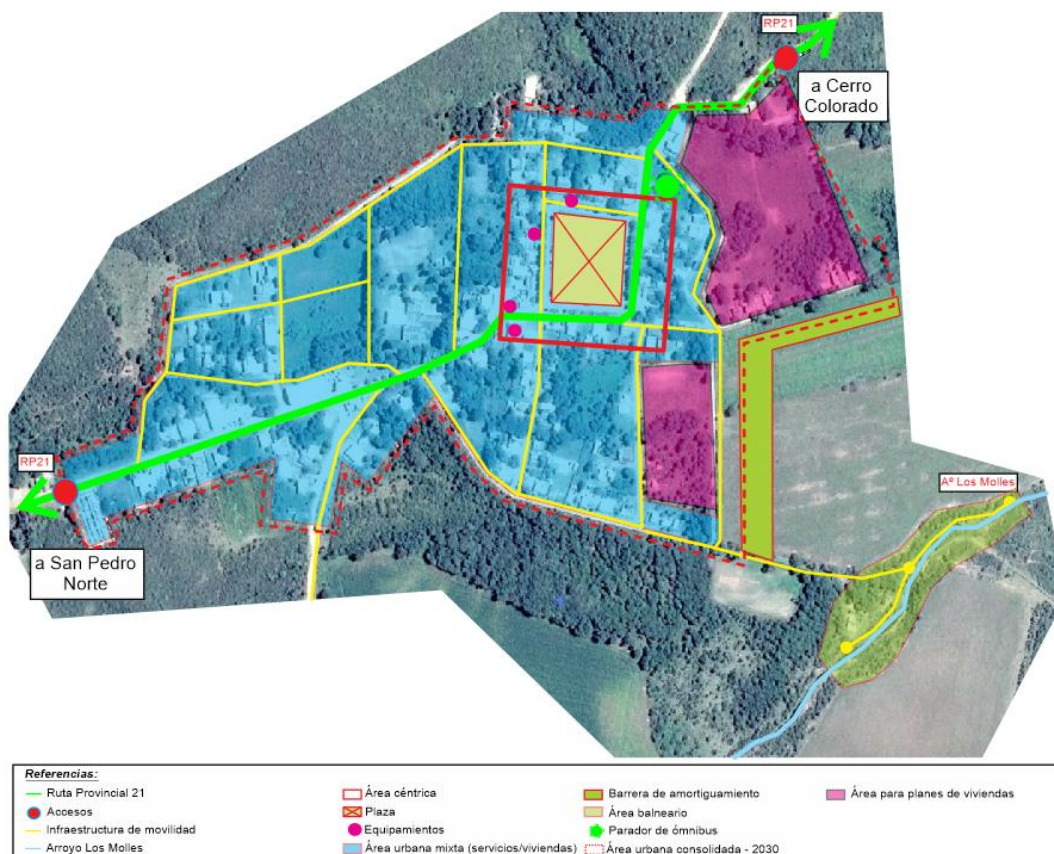 RP21
a Cerro
Colorado
RP21
Aº Los Molles
a San Pedro
Norte
Referencias:
Ruta Provincial 21
Accesos
Infraestructura de movilidad
Arroyo Los Molles
Área céntrica
Plaza
Equipamientos
Área urbana mixta (servicios/viviendas)
Barrera de amortiguamiento
Área balneario
Parador de ómnibus
Área urbana consolidada - 2030
Área para planes de viviendas